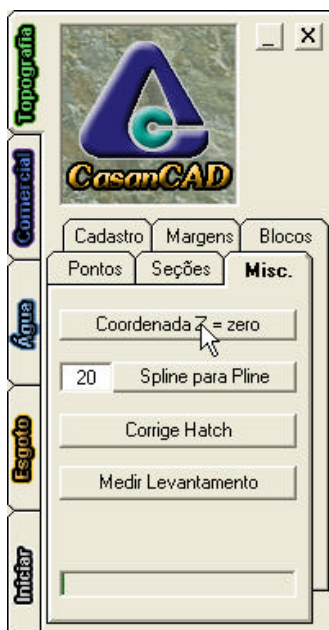 Topografia
Comercial
Água
Esgoto
Iniciar
CasanCAD
Cadastro Margens Blocos
Pontos Seções Misc.
Coordenada Z = zero
20 Spline para Pline
Corrige Hatch
Medir Levantamento